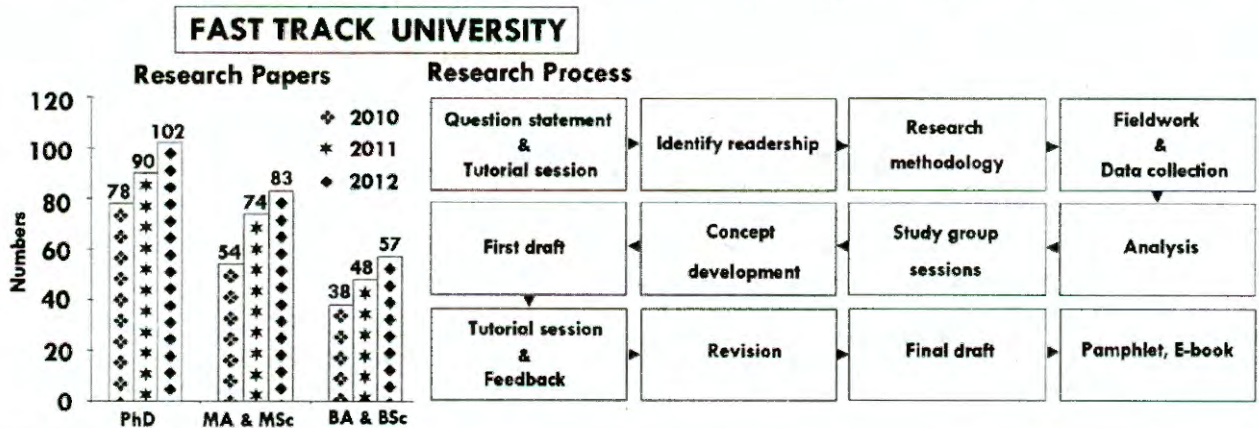 FAST TRACK UNIVERSITY
Research Papers
120
100
80
60
40
20
0
Numbers
78
90
102
54
74
83
38
48
57
2010
2011
2012
PhD
MA & MSc
BA & BSc
Research Process
Question statement
&
Tutorial session
Identify readership
Research
methodology
Fieldwork
&
Data collection
Analysis
Study group
sessions
Concept
development
First draft
Tutorial session
&
Feedback
Revision
Final draft
Pamphlet, E-book